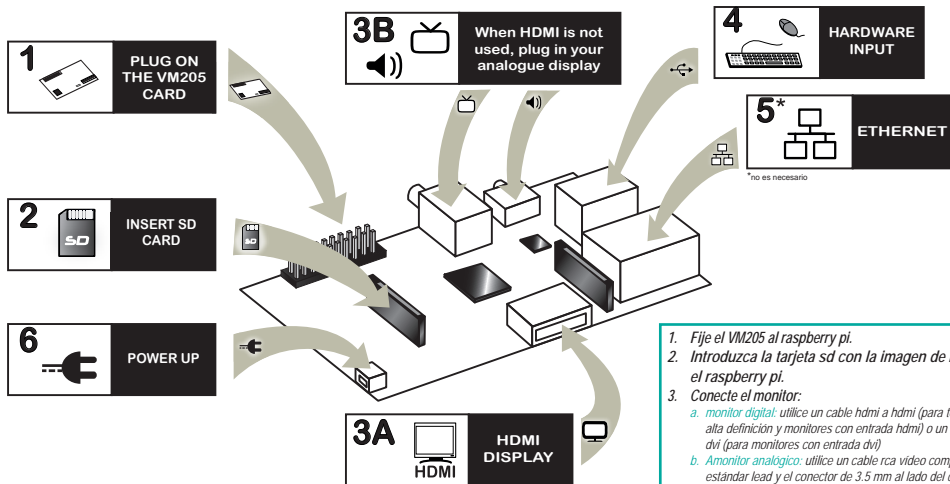 1
PLUG ON
THE VM205
CARD
3B
When HDMI is not
used, plug in your
analogue display
4
HARDWARE
INPUT
5*
ETHERNET
*no es necesario
2
SD
INSERT SD
CARD
SD
6
POWER UP
3A
HDMI
HDMI
DISPLAY
1. Fije el VM205 al raspberry pi.
2. Introduzca la tarjeta sd con la imagen de
el raspberry pi.
3. Conecte el monitor:
a. monitor digital: utilice un cable hdmi a hdmi (para
alta definición y monitores con entrada hdmi) o un
dvi (para monitores con entrada dvi)
b. Amonitor analógico: utilice un cable rca vídeo
estándar lead y el conector de 3.5 mm al lado del